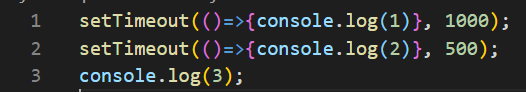 1 setTimeout(()=>{console.log(1)}, 1000);
2 setTimeout(()=>{console.log(2)}, 500);
3 console.log(3);